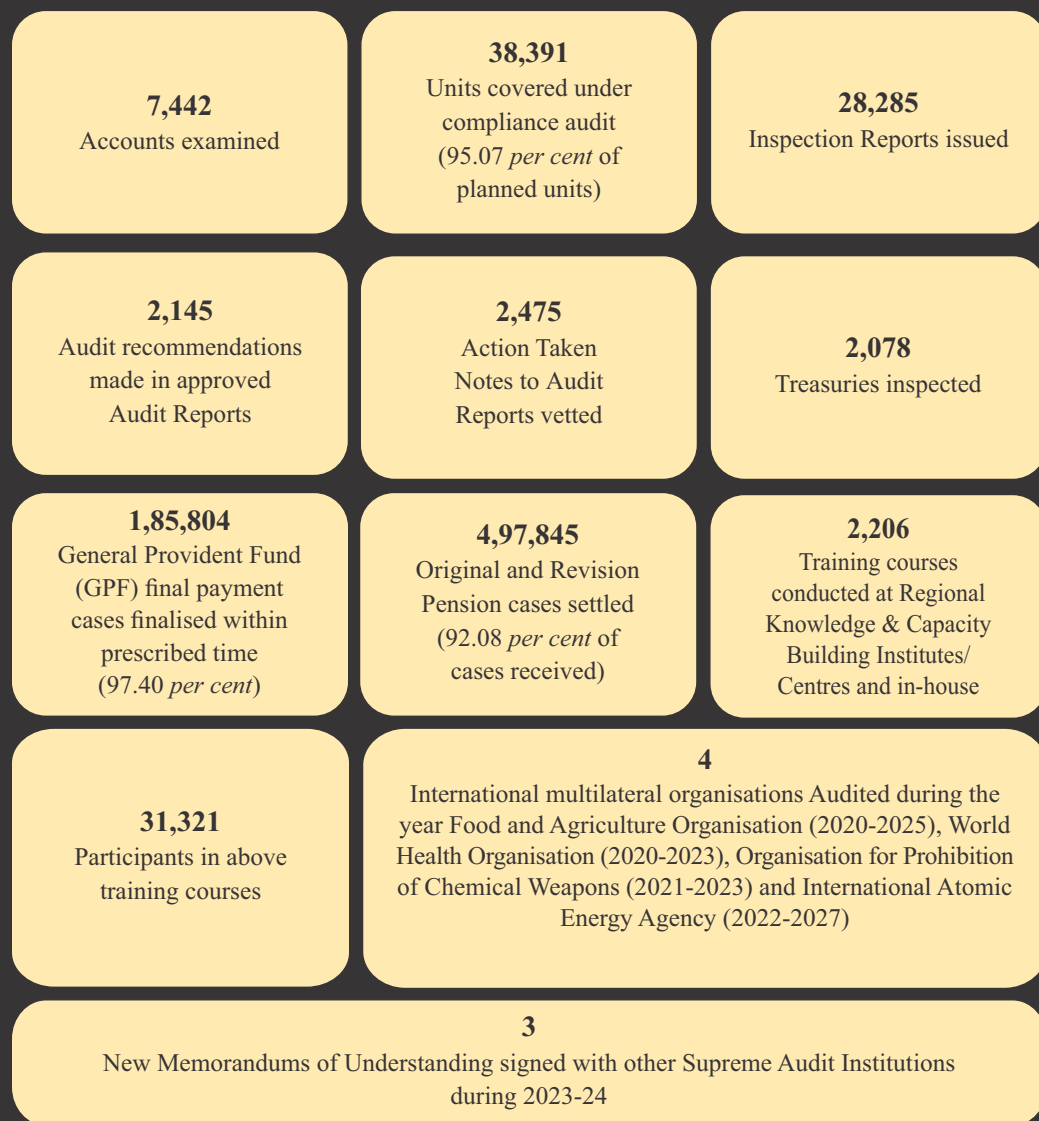 7,442
Accounts examined
38,391
Units covered under
compliance audit
(95.07 per cent of
planned units)
28,285
Inspection Reports issued
2,145
Audit recommendations
made in approved
Audit Reports
2,475
Action Taken
Notes to Audit
Reports vetted
2,078
Treasuries inspected
1,85,804
General Provident Fund
(GPF) final payment
cases finalised within
prescribed time
(97.40 per cent)
4,97,845
Original and Revision
Pension cases settled
(92.08 per cent of
cases received)
2,206
Training courses
conducted at Regional
Knowledge & Capacity
Building Institutes/
Centres and in-house
31,321
Participants in above
training courses
4
International multilateral organisations Audited during the
year Food and Agriculture Organisation (2020-2025), World
Health Organisation (2020-2023), Organisation for Prohibition
of Chemical Weapons (2021-2023) and International Atomic
Energy Agency (2022-2027)
3
New Memorandums of Understanding signed with other Supreme Audit Institutions
during 2023-24